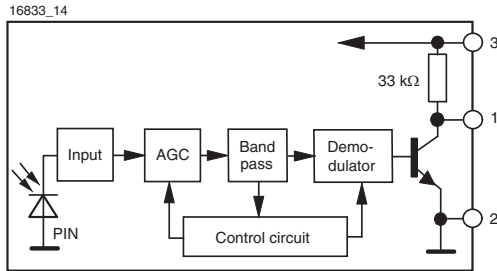 16833_14
3
33 kΩ
1
Input
AGC
Band
pass
Demo-
dulator
PIN
Control circuit
2